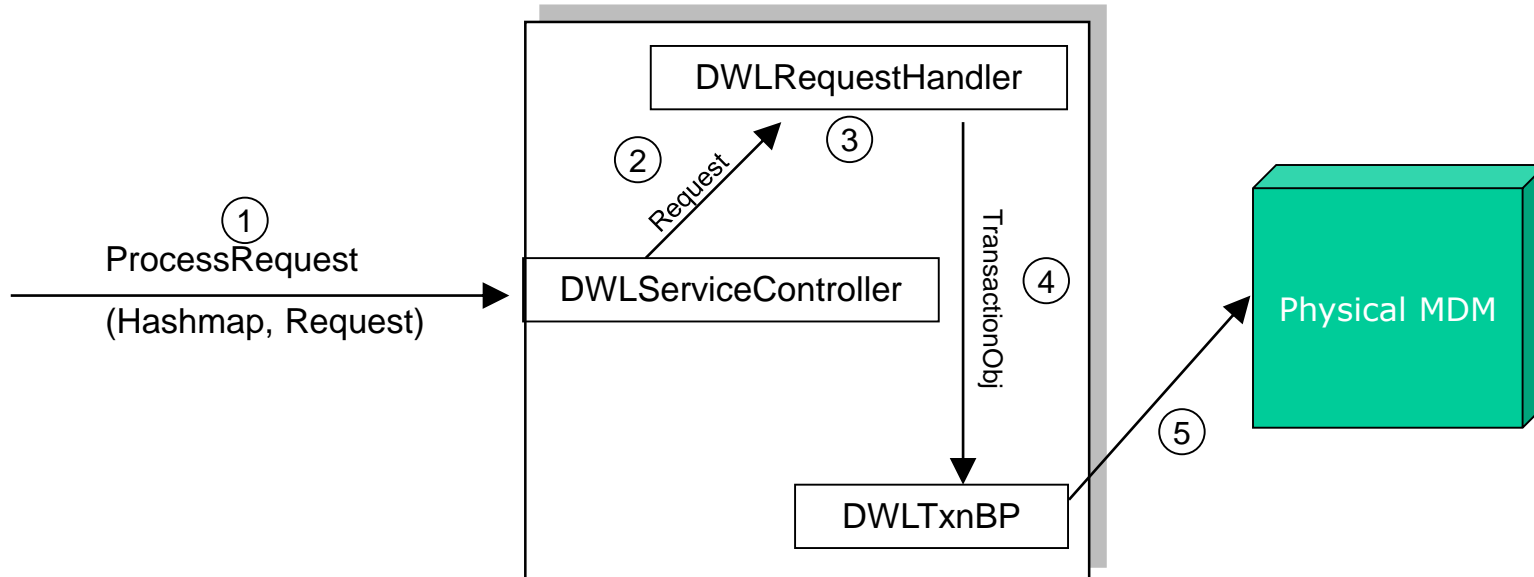 DWLRequestHandler
2
3
Request
1
ProcessRequest
(Hashmap, Request)
DWLServiceController
TransactionObj
4
Physical MDM
5
DWLTxnBP